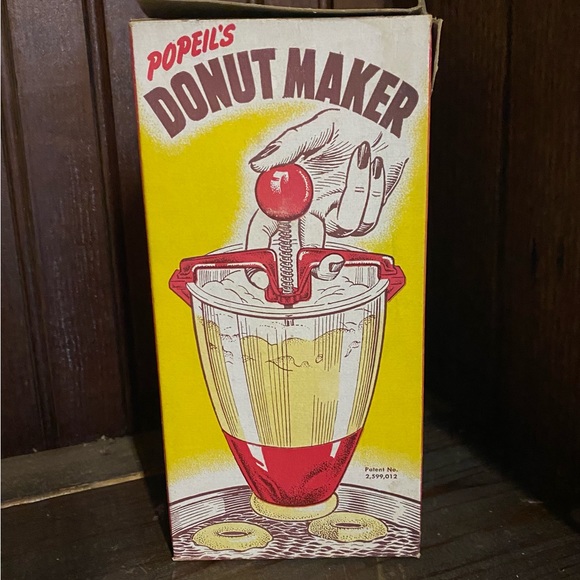 POPEIL'S
DONUT MAKER
Patent No.
2,599,012